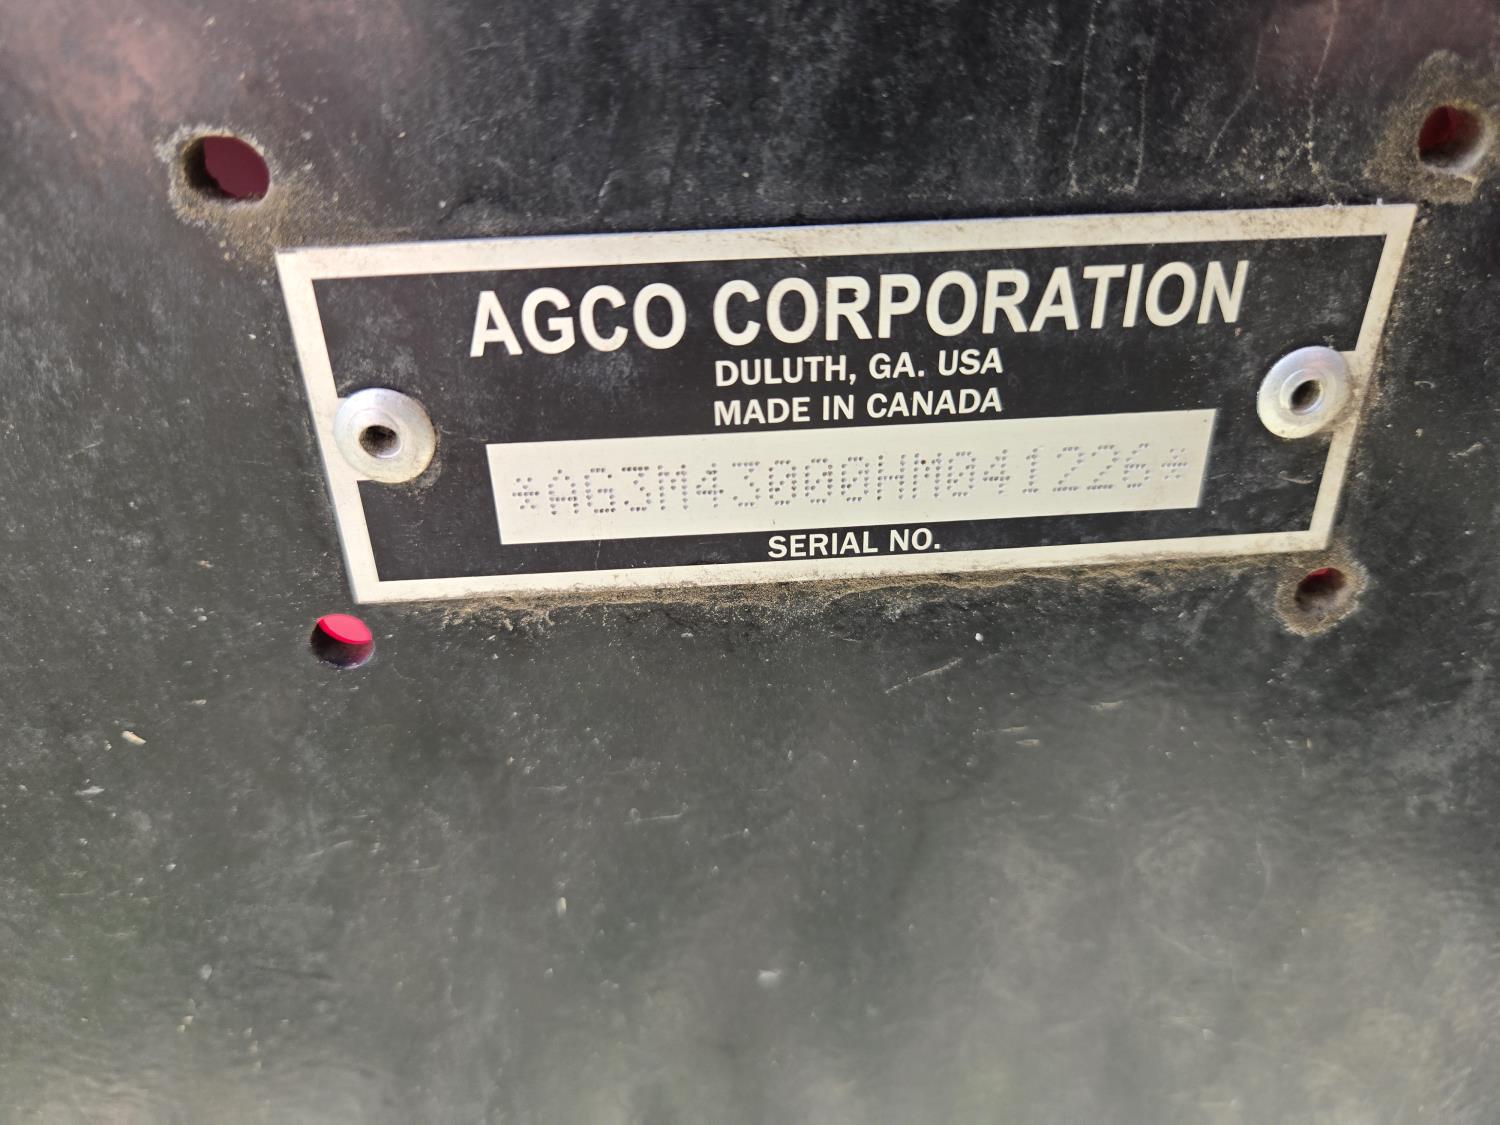 AGCO CORPORATION
DULUTH, GA. USA
MADE IN CANADA
*AG3M43000HM041226*
SERIAL NO.